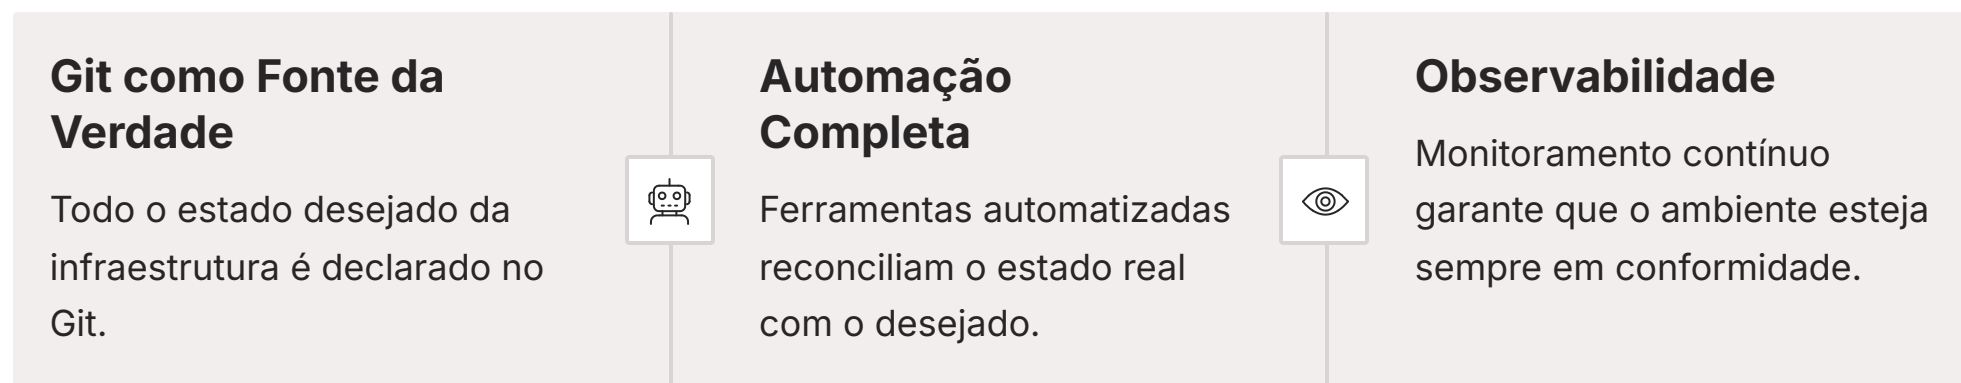 Git como Fonte da
Verdade
Todo o estado desejado da
infraestrutura é declarado no
Git.
Automação
Completa
Ferramentas automatizadas
reconciliam o estado real
com o desejado.
Observabilidade
Monitoramento contínuo
garante que o ambiente esteja
sempre em conformidade.